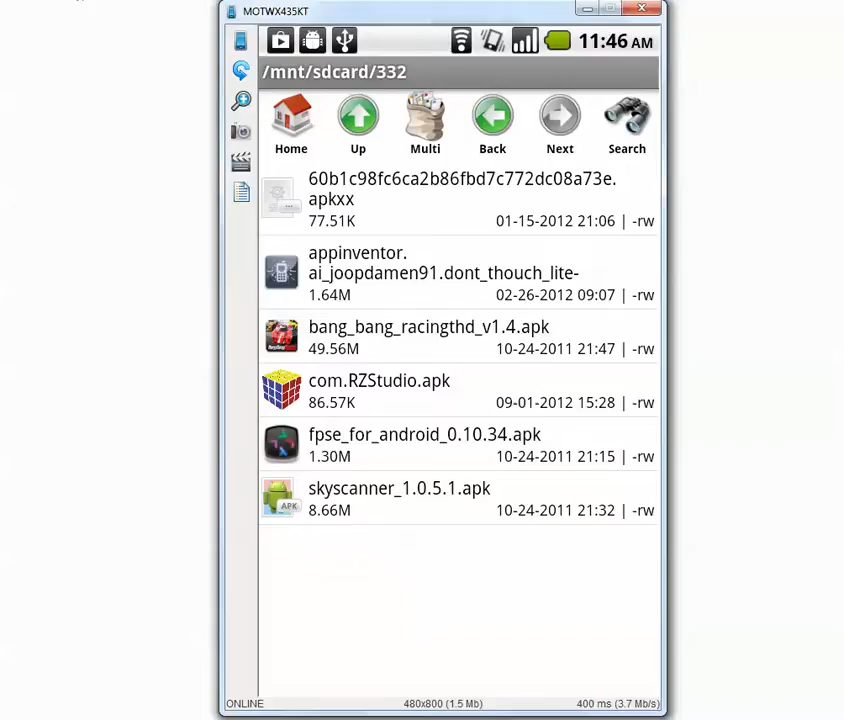 MOTWX435KT
11:46 AM
/mnt/sdcard/332
Home Up Multi Back Next Search
60b1c98fc6ca2b86fbd7c772dc08a73e.
apkxx
77.51K 01-15-2012 21:06 | -rw
appinventor.
ai_joopdamen91.dont_thouch_lite-
1.64M 02-26-2012 09:07 | -rw
bang_bang_racingthd_v1.4.apk
49.56M 10-24-2011 21:47 | -rw
com.RZStudio.apk
86.57K 09-01-2012 15:28 | -rw
fpse_for_android_0.10.34.apk
1.30M 10-24-2011 21:15 | -rw
skyscanner_1.0.5.1.apk
APK
8.66M 10-24-2011 21:32 | -rw
ONLINE 480x800 (1.5 Mb) 400 ms (3.7 Mb/s)